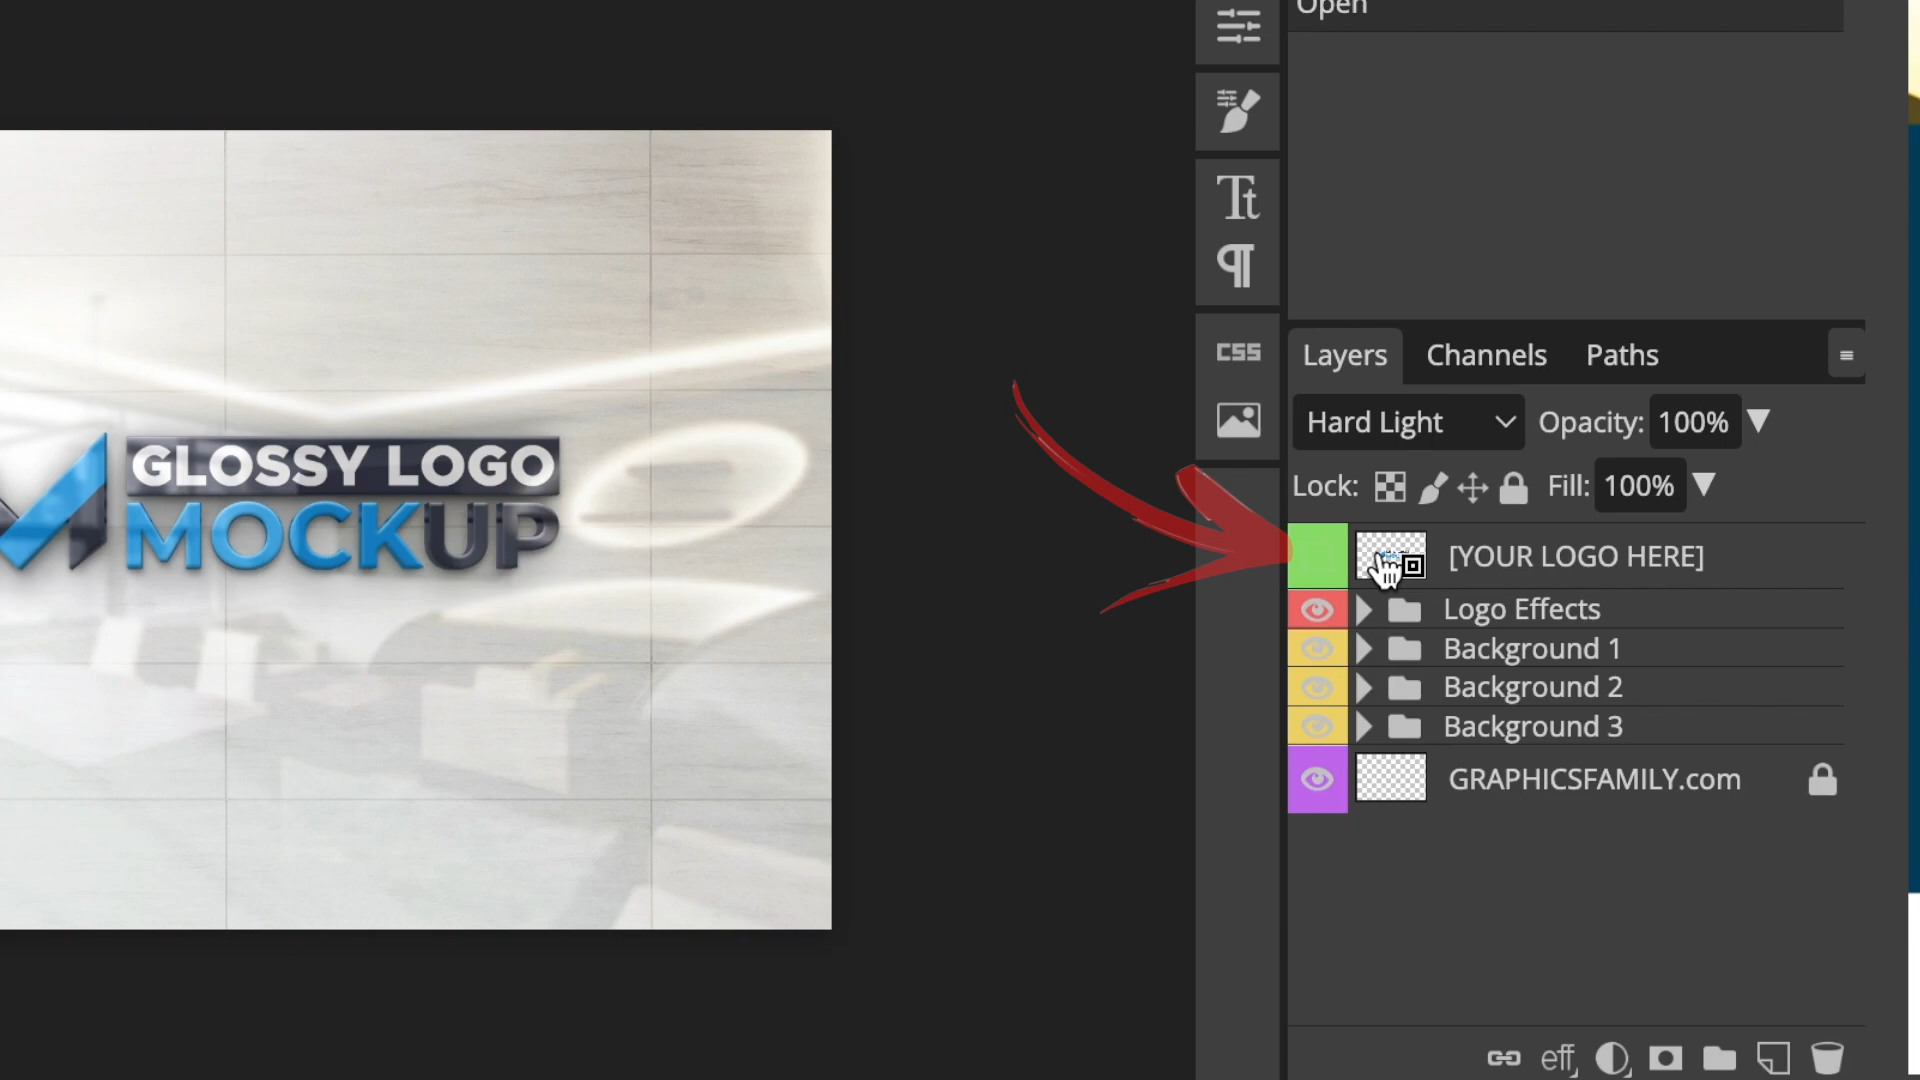 Open
Tt
CSS
GLOSSY LOGO
MOCKUP
Layers Channels Paths
Hard Light Opacity: 100%
Lock: Fill: 100%
[YOUR LOGO HERE]
Logo Effects
Background 1
Background 2
Background 3
GRAPHICSFAMILY.com
eff